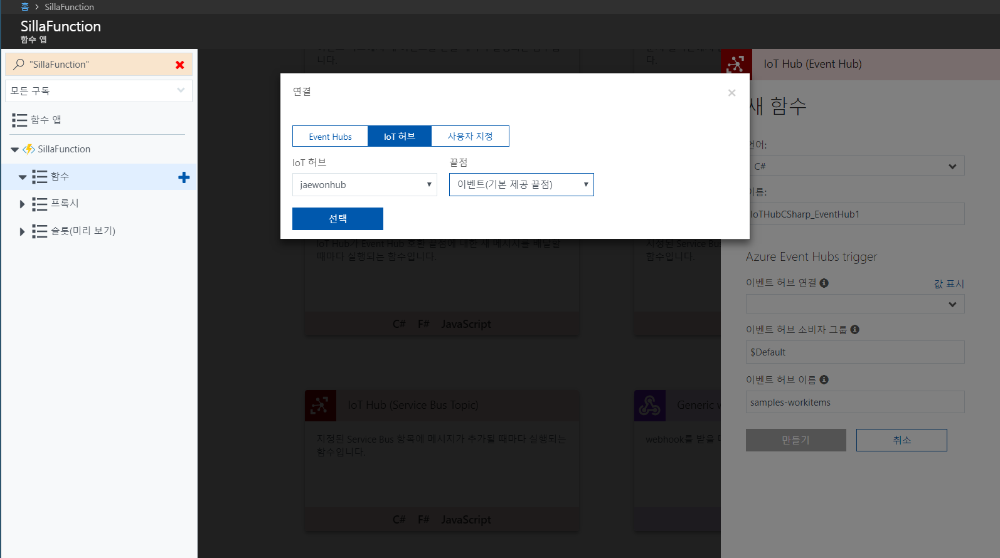 홈 > SillaFunction
SillaFunction
함수 앱
"SillaFunction"
모든 구독
함수 앱
SillaFunction
함수
프록시
슬롯(미리 보기)
니다.
다.
연결
Event Hubs
IoT 허브
사용자 지정
IoT 허브
끝점
jaewonhub
이벤트(기본 제공 끝점)
선택
IoT Hub가 Event Hub 호환 끝점에 대한 새 메시지를 배달할
때마다 실행되는 함수입니다.
C# F# JavaScript
지정된 Service Bus
함수입니다.
IoT Hub (Service Bus Topic)
지정된 Service Bus 항목에 메시지가 추가될 때마다 실행되는
함수입니다.
C# F# JavaScript
Generic
webhook를 받을
IoT Hub (Event Hub)
새 함수
언어:
C#
이름:
IoTHubCSharp_EventHub1
Azure Event Hubs trigger
이벤트 허브 연결
값 표시
이벤트 허브 소비자 그룹
$Default
이벤트 허브 이름
samples-workitems
만들기
취소